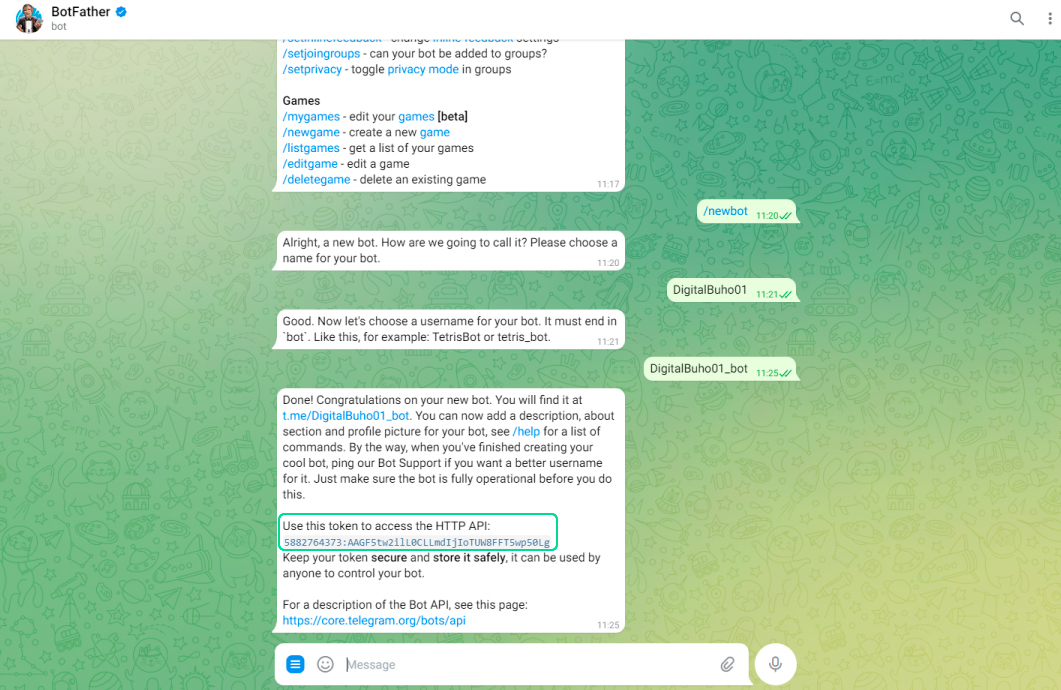 BotFather
bot
/setinlinefeedback - change inline feedback settings
/setjoingroups - can your bot be added to groups?
/setprivacy - toggle privacy mode in groups
Games
/mygames - edit your games [beta]
/newgame - create a new game
/listgames - get a list of your games
/editgame - edit a game
/deletegame - delete an existing game
11:17
/newbot 11:20
Alright, a new bot. How are we going to call it? Please choose a
name for your bot.
11:20
DigitalBuho01 11:21
Good. Now let's choose a username for your bot. It must end in
`bot`. Like this, for example: TetrisBot or tetris_bot.
11:21
DigitalBuho01_bot 11:25
Done! Congratulations on your new bot. You will find it at
t.me/DigitalBuho01_bot. You can now add a description, about
section and profile picture for your bot, see /help for a list of
commands. By the way, when you've finished creating your
cool bot, ping our Bot Support if you want a better username
for it. Just make sure the bot is fully operational before you do
this.
Use this token to access the HTTP API:
5882764373:AAGF5tw2ilL0CLLmdIjIoTUW8FFT5wp50Lg
Keep your token secure and store it safely, it can be used by
anyone to control your bot.
For a description of the Bot API, see this page:
https://core.telegram.org/bots/api
11:25
Message